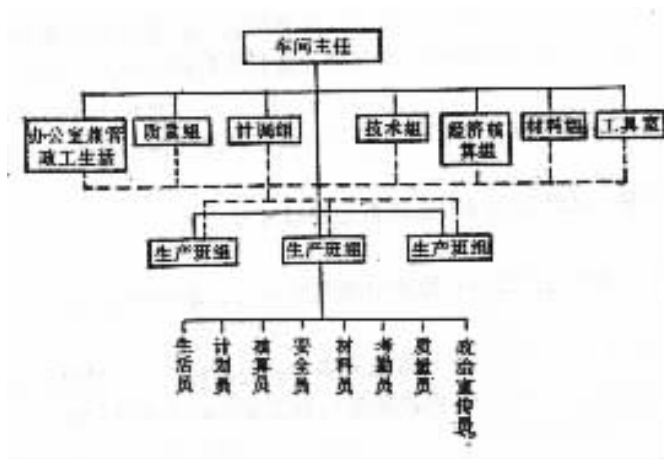 车间主任
办公室兼管
政工生活
质量组
计调组
技术组
经济核
算组
材料组
工具室
生产班组
生产班组
生产班组
生活员
计划员
核算员
安全员
材料员
考勤员
质量员
政治宣传员